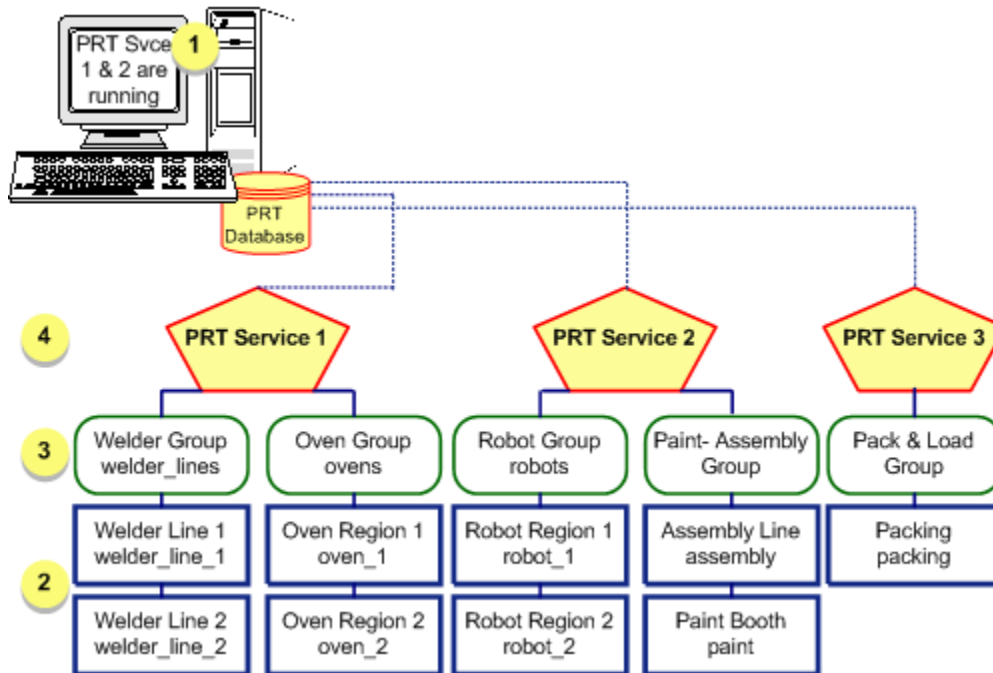 PRT Svce
1 & 2 are
running
1
PRT
Database
4
PRT Service 1
PRT Service 2
PRT Service 3
3
Welder Group
welder_lines
Oven Group
ovens
Robot Group
robots
Paint- Assembly
Group
Pack & Load
Group
2
Welder Line 1
welder_line_1
Oven Region 1
oven_1
Robot Region 1
robot_1
Assembly Line
assembly
Packing
packing
Welder Line 2
welder_line_2
Oven Region 2
oven_2
Robot Region 2
robot_2
Paint Booth
paint